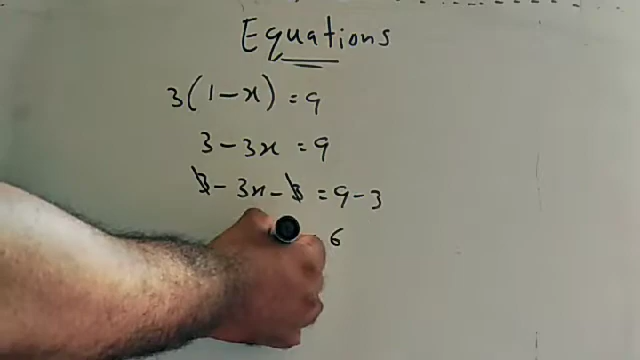 Equations
3(1-x) = 9
3 - 3x = 9
3 - 3x - 3 = 9 - 3
6